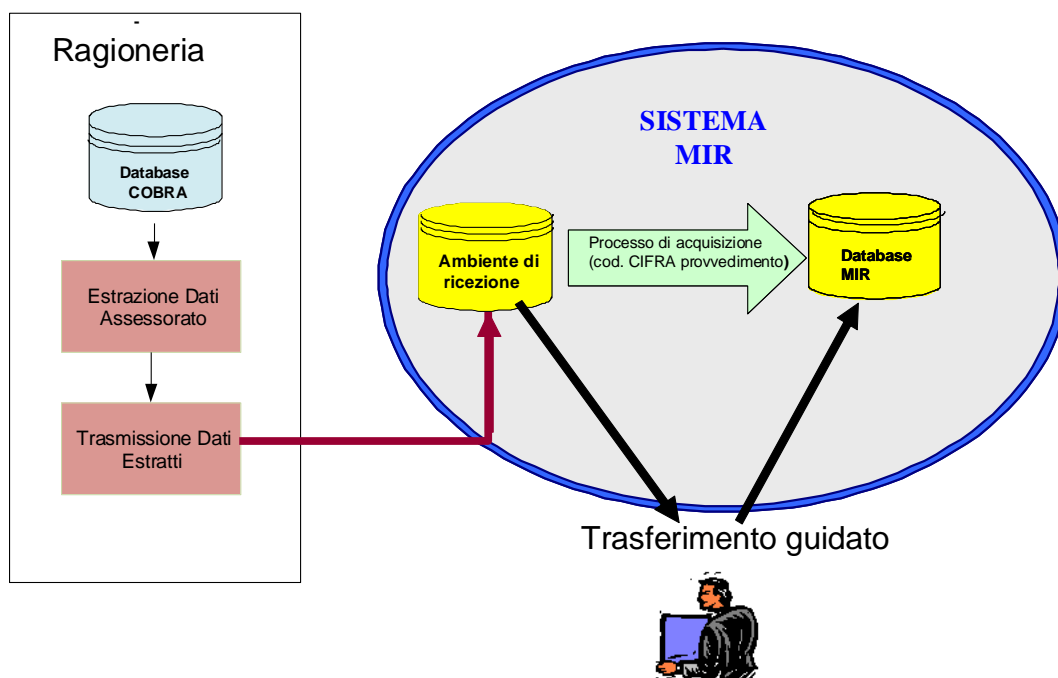 -
Ragioneria
Database
COBRA
Estrazione Dati
Assessorato
Trasmissione Dati
Estratti
SISTEMA
MIR
Ambiente di
ricezione
Processo di acquisizione
(cod. CIFRA provvedimento)
Database
MIR
Trasferimento guidato